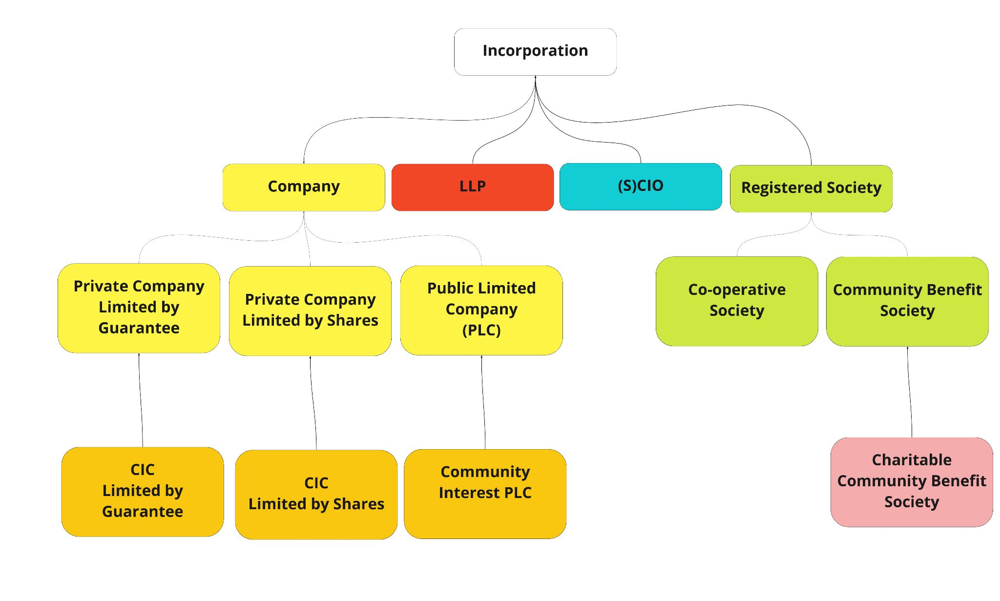 Incorporation
Company
LLP
(S)CIO
Registered Society
Private Company
Limited by
Guarantee
Private Company
Limited by Shares
Public Limited
Company
(PLC)
Co-operative
Society
Community Benefit
Society
CIC
Limited by
Guarantee
CIC
Limited by Shares
Community
Interest PLC
Charitable
Community Benefit
Society